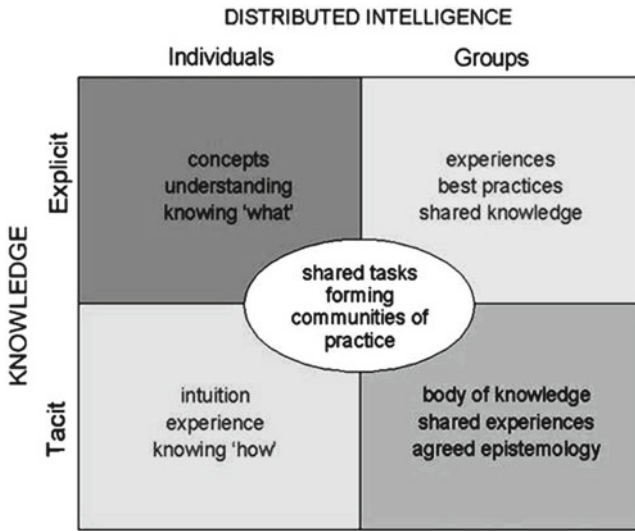 DISTRIBUTED INTELLIGENCE
Individuals
Groups
KNOWLEDGE
Explicit
concepts
understanding
knowing 'what'
experiences
best practices
shared knowledge
shared tasks
forming
communities of
practice
Tacit
intuition
experience
knowing 'how'
body of knowledge
shared experiences
agreed epistemology